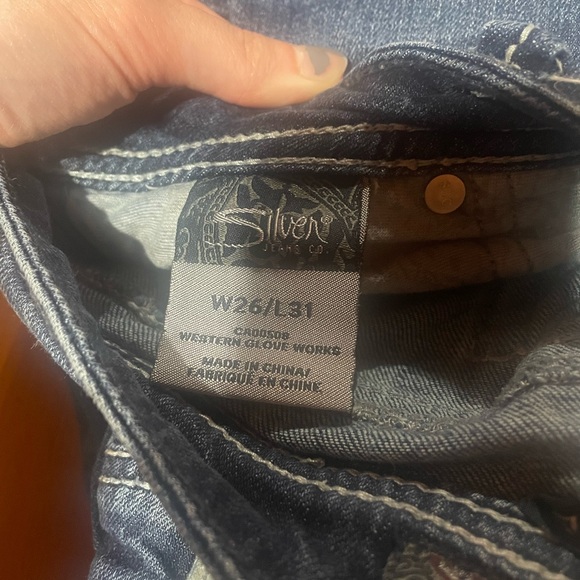 Silver®
JEANS CO.
W26/L31
CA00508
WESTERN GLOVE WORKS
MADE IN CHINA/
FABRIQUÉ EN CHINE